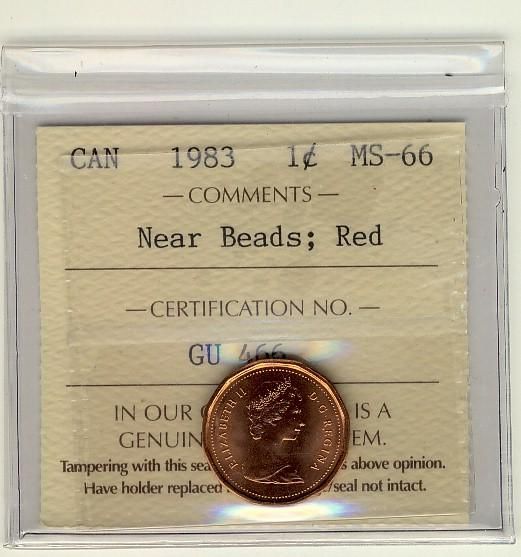 CAN 1983 1¢ MS-66
— COMMENTS —
Near Beads; Red
— CERTIFICATION NO. —
GU 466
IN OUR IS A
GENUIN EM.
Tampering with this sea above opinion.
Have holder replaced /seal not intact.
ELIZABETH II D·G·REGINA